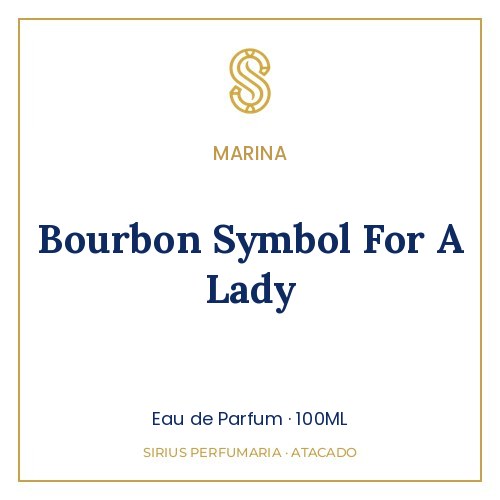 MARINA
Bourbon Symbol For A
Lady
Eau de Parfum · 100ML
SIRIUS PERFUMARIA · ATACADO